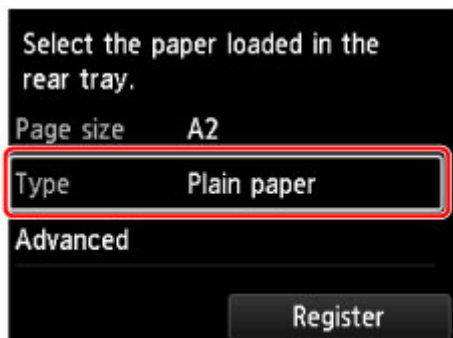 Select the paper loaded in the
rear tray.
Page size A2
Type Plain paper
Advanced
Register